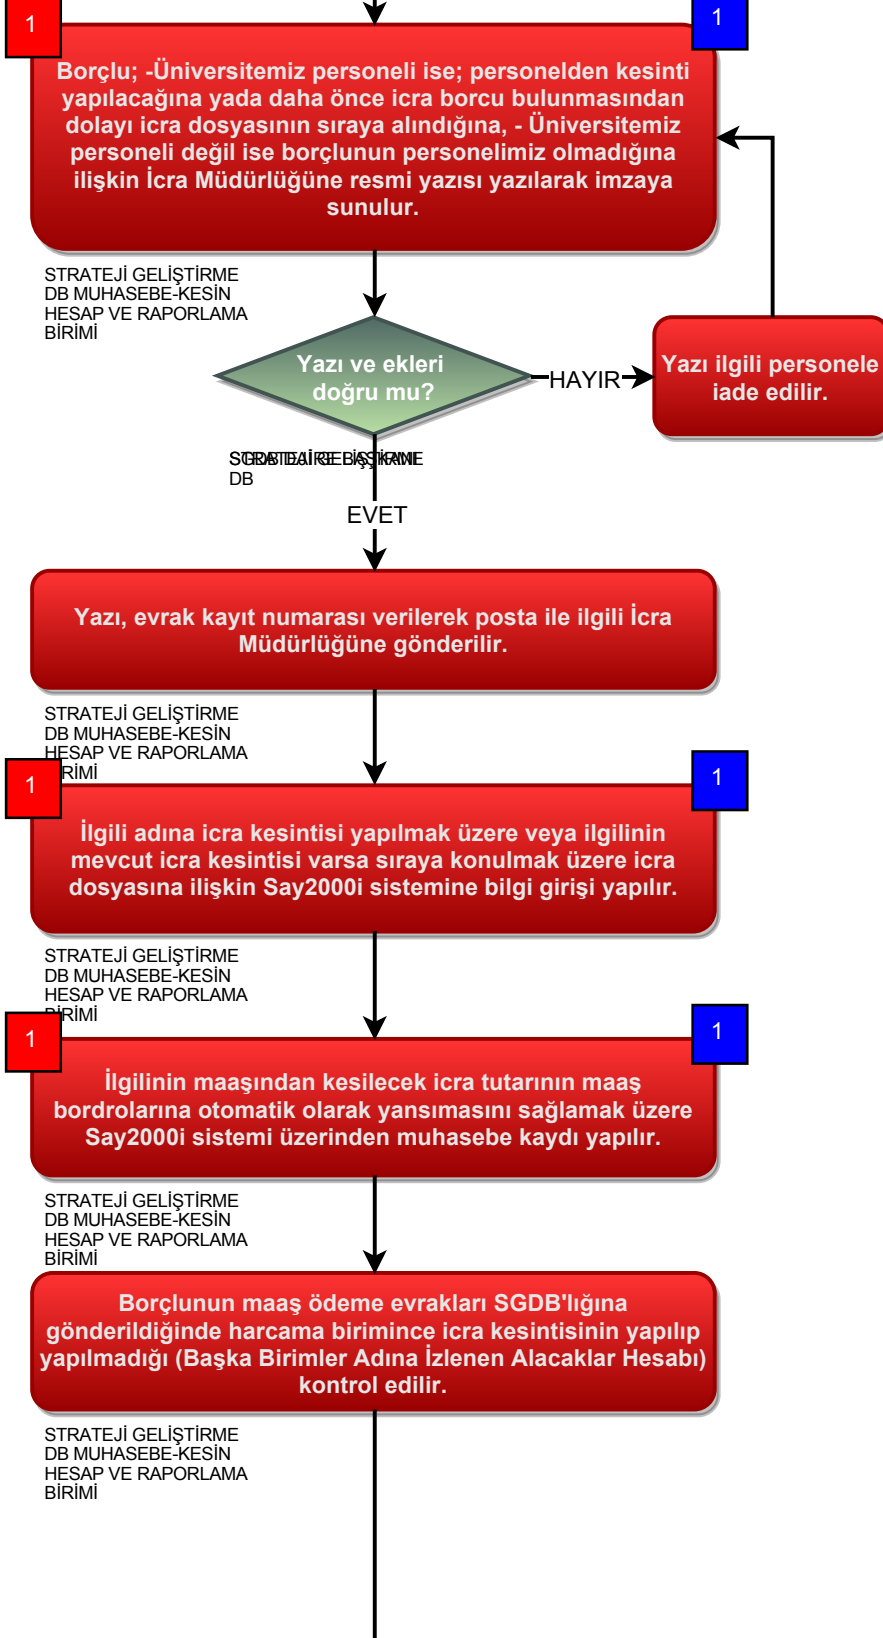 1
1
Borçlu; -Üniversitemiz personeli ise; personelden kesinti
yapılacağına yada daha önce icra borcu bulunmasından
dolayı icra dosyasının sıraya alındığına, - Üniversitemiz
personeli değil ise borçlunun personelimiz olmadığına
ilişkin İcra Müdürlüğüne resmi yazısı yazılarak imzaya
sunulur.
STRATEJİ GELİŞTİRME
DB MUHASEBE-KESİN
HESAP VE RAPORLAMA
BİRİMİ
Yazı ve ekleri
doğru mu?
HAYIR
Yazı ilgili personele
iade edilir.
DB
EVET
Yazı, evrak kayıt numarası verilerek posta ile ilgili İcra
Müdürlüğüne gönderilir.
STRATEJİ GELİŞTİRME
DB MUHASEBE-KESİN
HESAP VE RAPORLAMA
BİRİMİ
1
1
İlgili adına icra kesintisi yapılmak üzere veya ilgilinin
mevcut icra kesintisi varsa sıraya konulmak üzere icra
dosyasına ilişkin Say2000i sistemine bilgi girişi yapılır.
STRATEJİ GELİŞTİRME
DB MUHASEBE-KESİN
HESAP VE RAPORLAMA
BİRİMİ
1
1
İlgilinin maaşından kesilecek icra tutarının maaş
bordrolarına otomatik olarak yansımasını sağlamak üzere
Say2000i sistemi üzerinden muhasebe kaydı yapılır.
STRATEJİ GELİŞTİRME
DB MUHASEBE-KESİN
HESAP VE RAPORLAMA
BİRİMİ
Borçlunun maaş ödeme evrakları SGDB'lığına
gönderildiğinde harcama birimince icra kesintisinin yapılıp
yapılmadığı (Başka Birimler Adına İzlenen Alacaklar Hesabı)
kontrol edilir.
STRATEJİ GELİŞTİRME
DB MUHASEBE-KESİN
HESAP VE RAPORLAMA
BİRİMİ